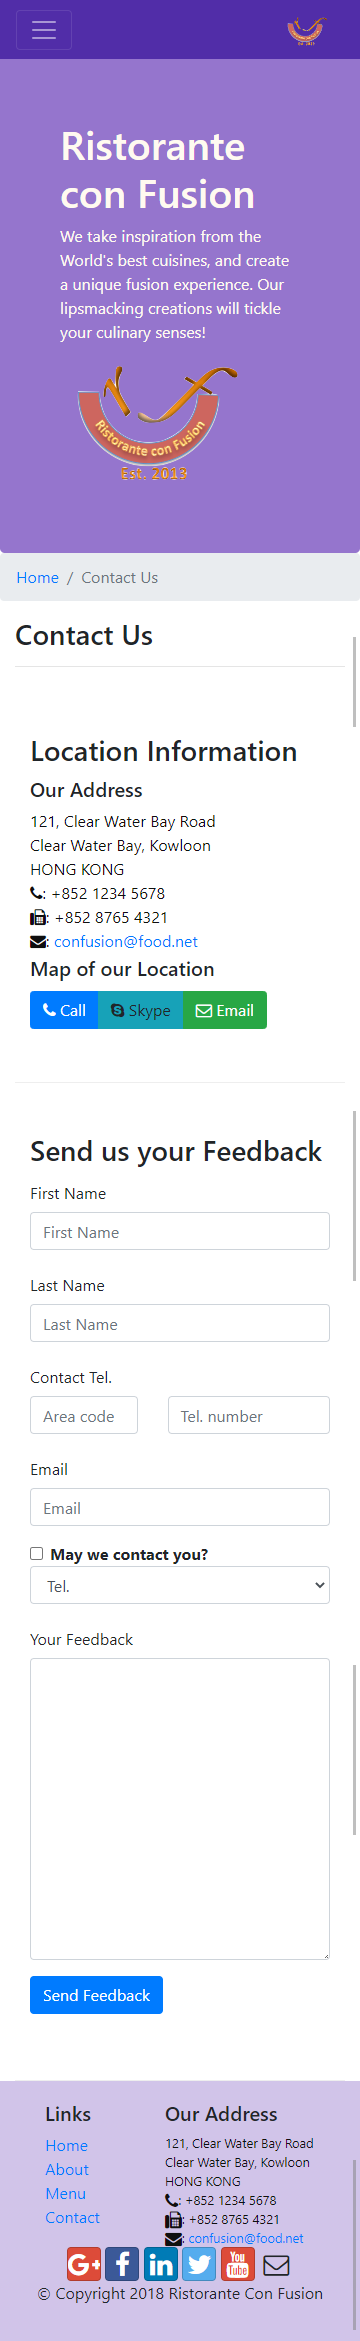 Ristorante
con Fusion
We take inspiration from the
World's best cuisines, and create
a unique fusion experience. Our
lipsmacking creations will tickle
your culinary senses!
Ristorante con Fusion
Est. 2013
Home / Contact Us
Contact Us
Location Information
Our Address
121, Clear Water Bay Road
Clear Water Bay, Kowloon
HONG KONG
: +852 1234 5678
: +852 8765 4321
: confusion@food.net
Map of our Location
Call Skype Email
Send us your Feedback
First Name
First Name
Last Name
Last Name
Contact Tel.
Area code Tel. number
Email
Email
May we contact you?
Tel.
Your Feedback
Send Feedback
Links
Home
About
Menu
Contact
Our Address
121, Clear Water Bay Road
Clear Water Bay, Kowloon
HONG KONG
: +852 1234 5678
: +852 8765 4321
: confusion@food.net
© Copyright 2018 Ristorante Con Fusion